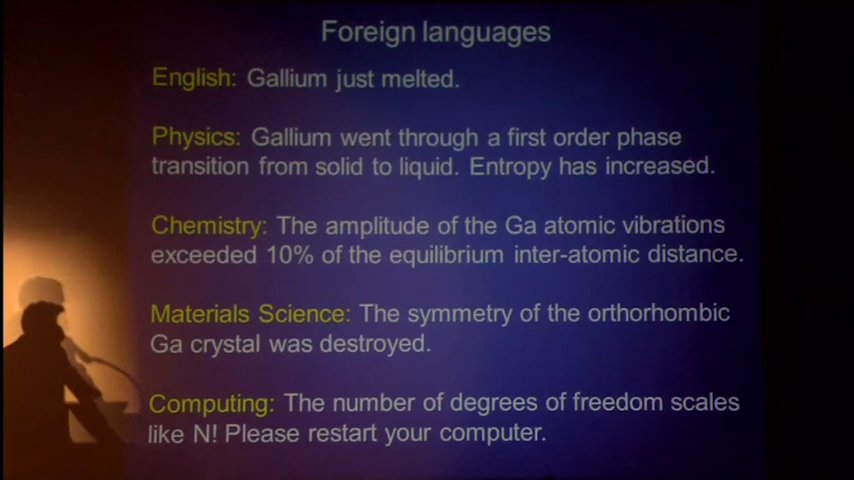 Foreign languages
English: Gallium just melted.
Physics: Gallium went through a first order phase
transition from solid to liquid. Entropy has increased.
Chemistry: The amplitude of the Ga atomic vibrations
exceeded 10% of the equilibrium inter-atomic distance.
Materials Science: The symmetry of the orthorhombic
Ga crystal was destroyed.
Computing: The number of degrees of freedom scales
like N! Please restart your computer.